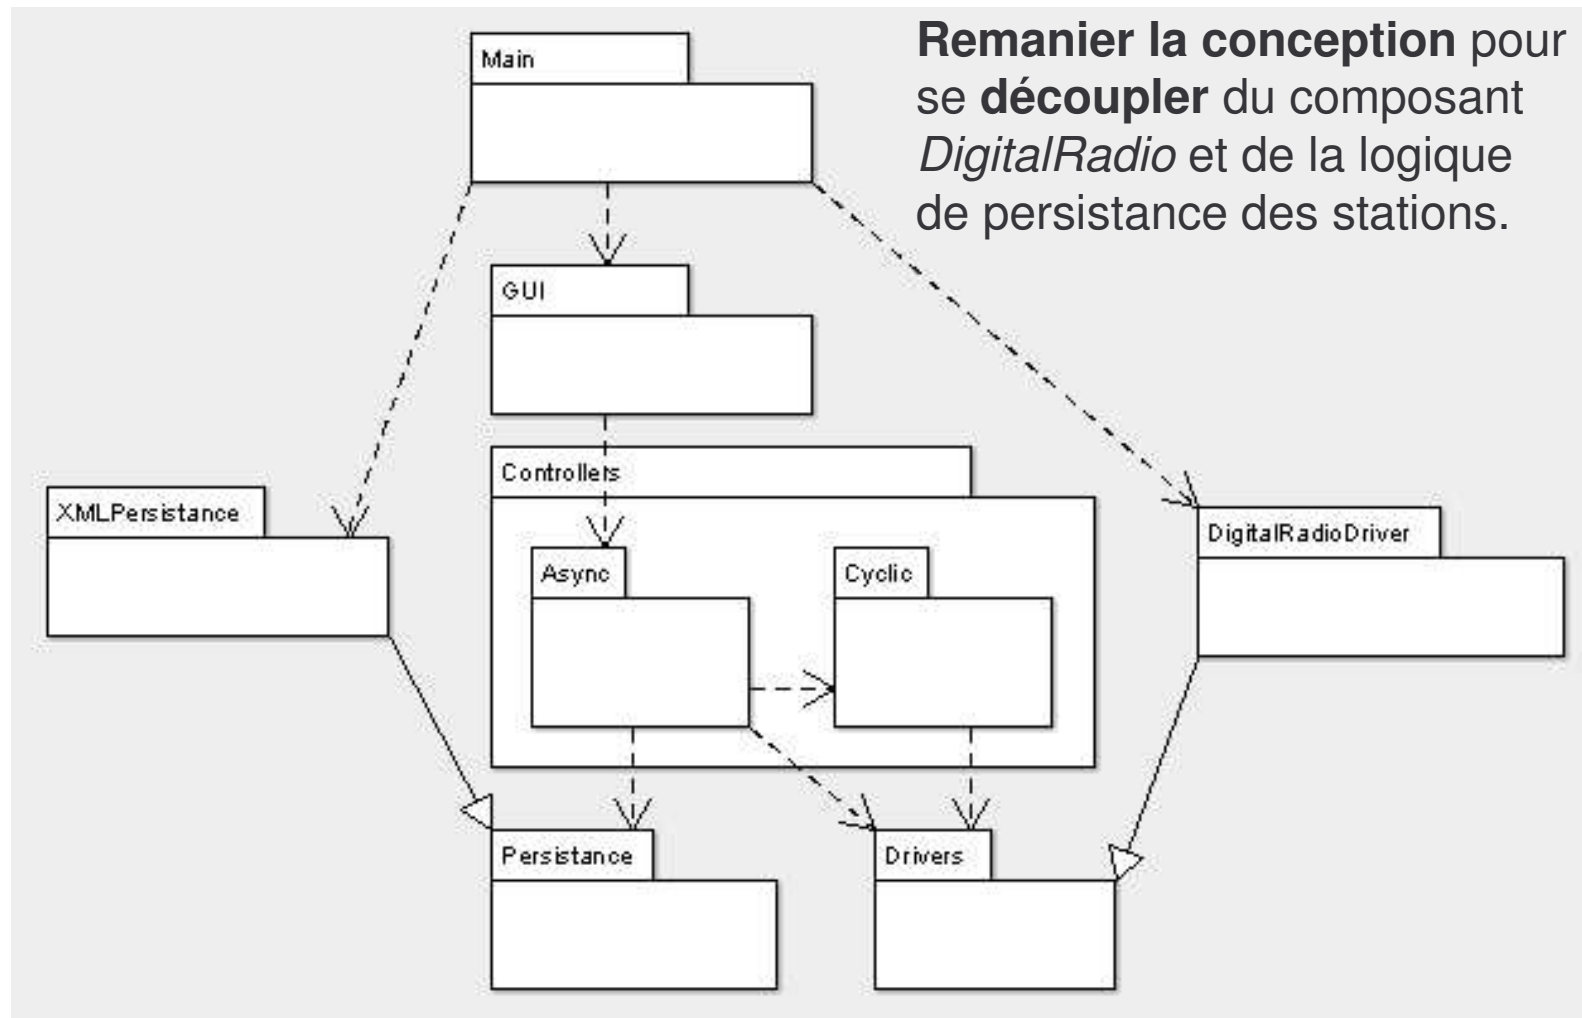 Remanier la conception pour
se découpler du composant
DigitalRadio et de la logique
de persistance des stations.
Main
GUI
Controllers
XMLPersistance
DigitalRadioDriver
Async
Cyclic
Persistance
Drivers